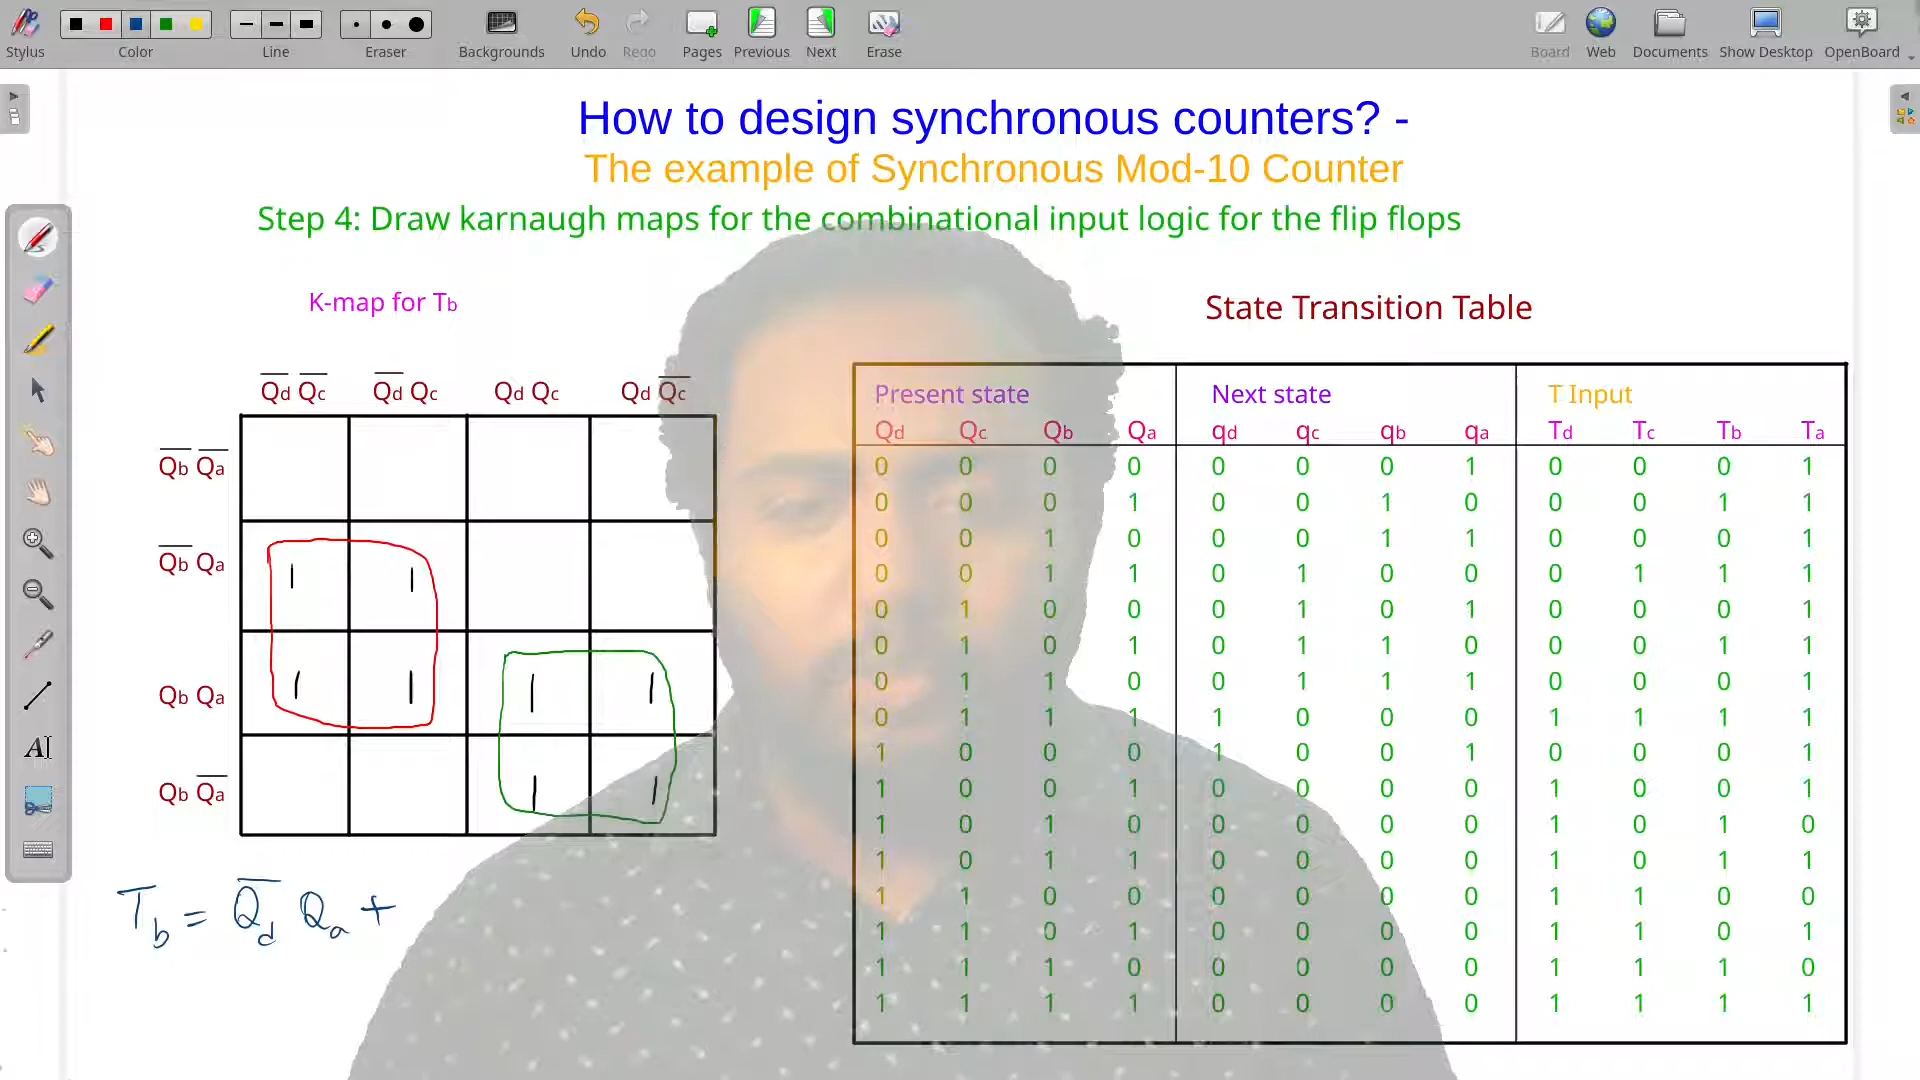 Stylus Color Line Eraser Backgrounds Undo Redo Pages Previous Next Erase Board Web Documents Show Desktop OpenBoard
How to design synchronous counters? -
The example of Synchronous Mod-10 Counter
Step 4: Draw karnaugh maps for the combinational input logic for the flip flops
K-map for Tb
Q̅d Q̅c Q̅d Qc Qd Qc Qd Q̅c
Q̅b Q̅a
Q̅b Qa 1 1
Qb Qa 1 1 1 1
Qb Q̅a 1 1
Tb = Q̅d Qa +
State Transition Table
Present state Next state T Input
Qd Qc Qb Qa qd qc qb qa Td Tc Tb Ta
0 0 0 0 0 0 0 1 0 0 0 1
0 0 0 1 0 0 1 0 0 0 1 1
0 0 1 0 0 0 1 1 0 0 0 1
0 0 1 1 0 1 0 0 0 1 1 1
0 1 0 0 0 1 0 1 0 0 0 1
0 1 0 1 0 1 1 0 0 0 1 1
0 1 1 0 0 1 1 1 0 0 0 1
0 1 1 1 1 0 0 0 1 1 1 1
1 0 0 0 1 0 0 1 0 0 0 1
1 0 0 1 0 0 0 0 1 0 0 1
1 0 1 0 0 0 0 0 1 0 1 0
1 0 1 1 0 0 0 0 1 0 1 1
1 1 0 0 0 0 0 0 1 1 0 0
1 1 0 1 0 0 0 0 1 1 0 1
1 1 1 0 0 0 0 0 1 1 1 0
1 1 1 1 0 0 0 0 1 1 1 1